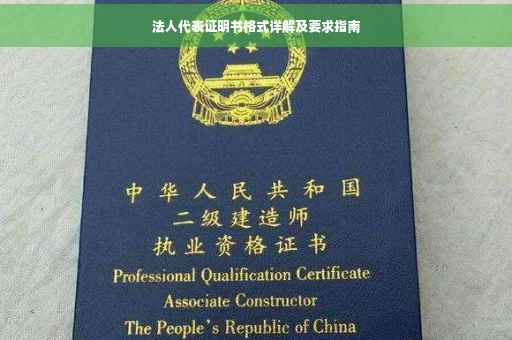 法人代表证明书格式详解及要求指南
中华人民共和国
二级建造师
执业资格证书
Professional Qualification Certificate
Associate Constructor
The People's Republic of China